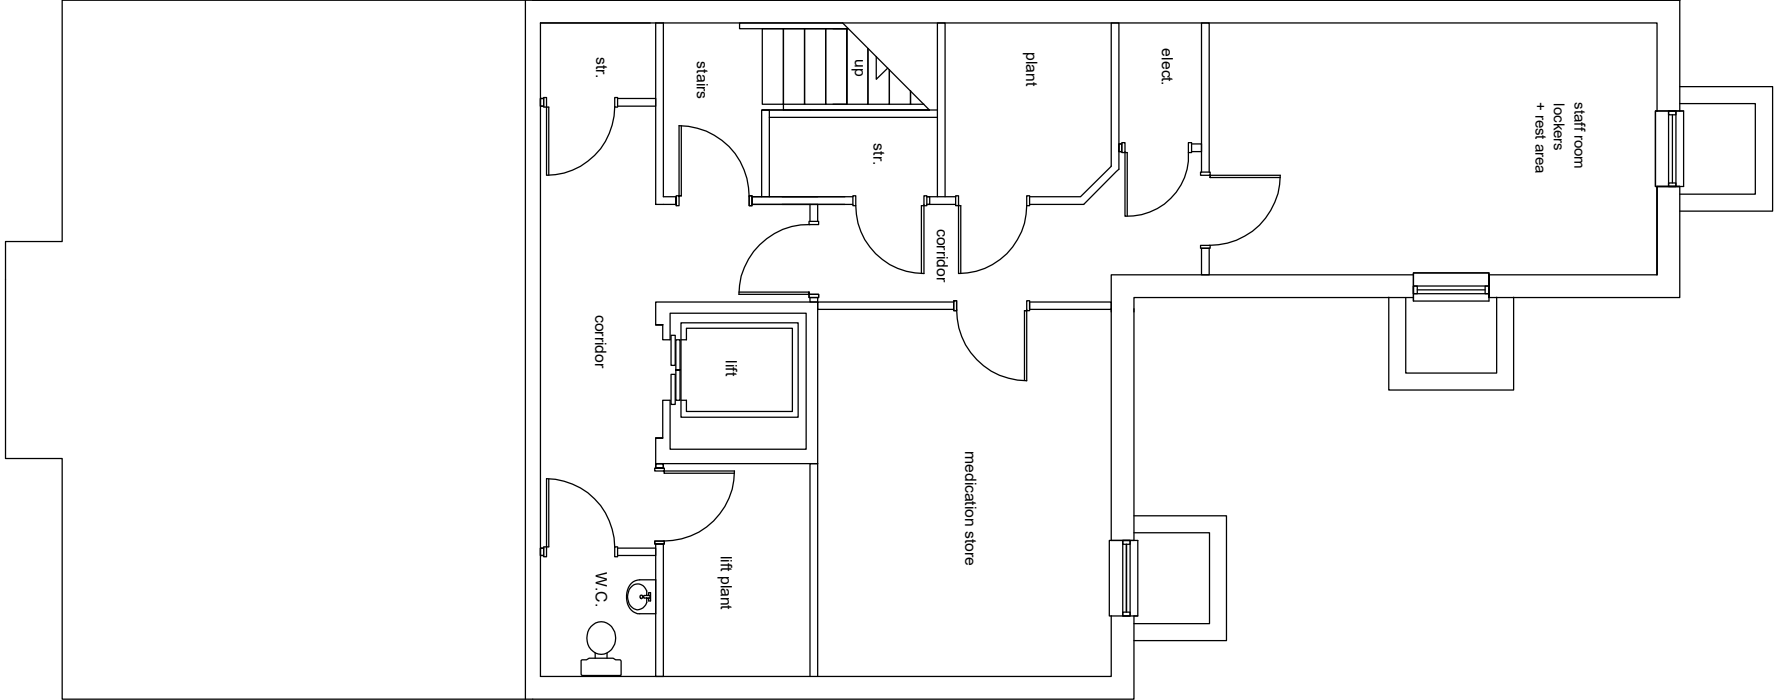 str.
stairs
up
plant
elect.
staff room
lockers
+ rest area
str.
corridor
corridor
lift
medication store
lift plant
W.C.